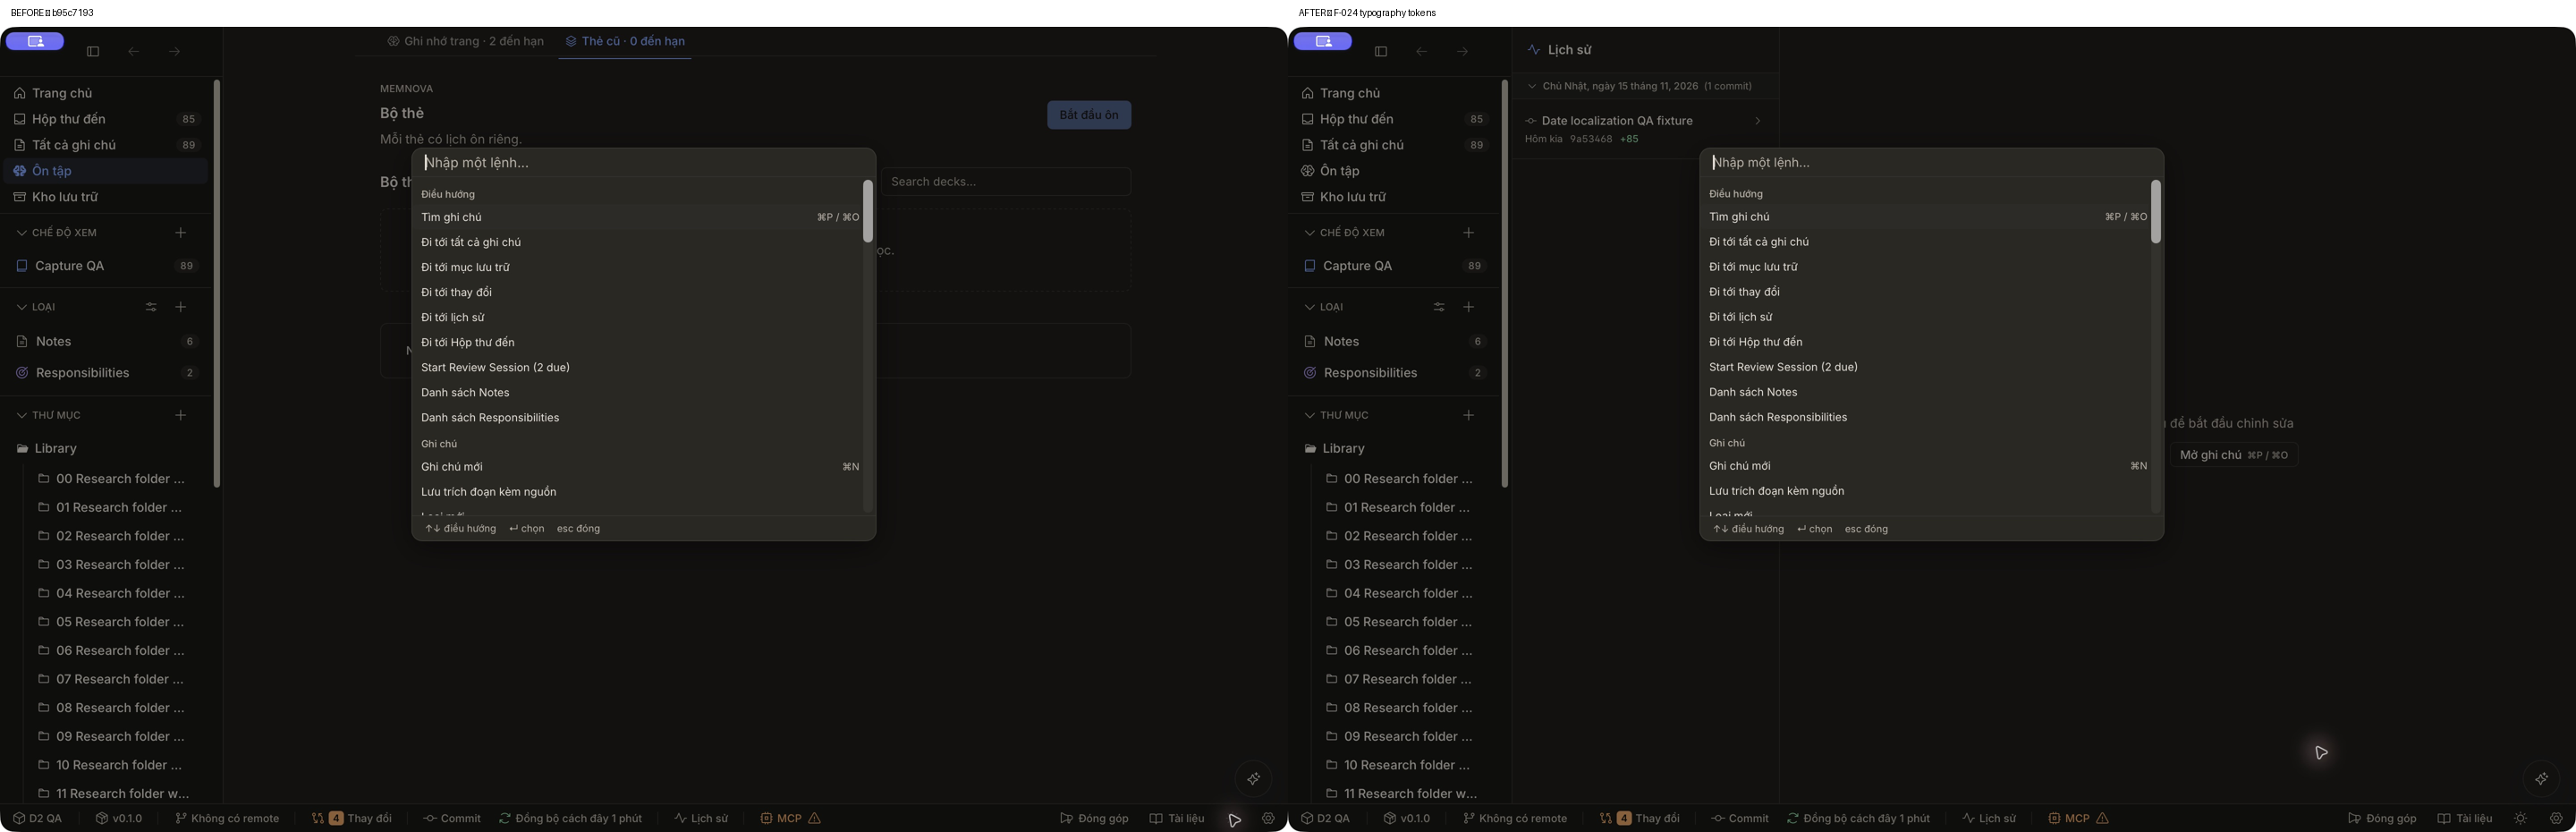 BEFORE b95c7193
Ghi nhớ trang · 2 đến hạn
Thẻ cũ · 0 đến hạn
Trang chủ
Hộp thư đến 85
Tất cả ghi chú 89
Ôn tập
Kho lưu trữ
CHẾ ĐỘ XEM
Capture QA 89
LOẠI
Notes 6
Responsibilities 2
THƯ MỤC
Library
00 Research folder ...
01 Research folder ...
02 Research folder ...
03 Research folder ...
04 Research folder ...
05 Research folder ...
06 Research folder ...
07 Research folder ...
08 Research folder ...
09 Research folder ...
10 Research folder ...
11 Research folder w...
MEMNOVA
Bộ thẻ
Bắt đầu ôn
Mỗi thẻ có lịch ôn riêng.
Search decks...
Nhập một lệnh...
Điều hướng
Tìm ghi chú ⌘P / ⌘O
Đi tới tất cả ghi chú
Đi tới mục lưu trữ
Đi tới thay đổi
Đi tới lịch sử
Đi tới Hộp thư đến
Start Review Session (2 due)
Danh sách Notes
Danh sách Responsibilities
Ghi chú
Ghi chú mới ⌘N
Lưu trích đoạn kèm nguồn
↑↓ điều hướng ↵ chọn esc đóng
D2 QA v0.1.0 Không có remote 4 Thay đổi Commit Đồng bộ cách đây 1 phút Lịch sử MCP Đóng góp Tài liệu
AFTER F-024 typography tokens
Trang chủ
Hộp thư đến 85
Tất cả ghi chú 89
Ôn tập
Kho lưu trữ
CHẾ ĐỘ XEM
Capture QA 89
LOẠI
Notes 6
Responsibilities 2
THƯ MỤC
Library
00 Research folder ...
01 Research folder ...
02 Research folder ...
03 Research folder ...
04 Research folder ...
05 Research folder ...
06 Research folder ...
07 Research folder ...
08 Research folder ...
09 Research folder ...
10 Research folder ...
11 Research folder w...
Lịch sử
Chủ Nhật, ngày 15 tháng 11, 2026 (1 commit)
Date localization QA fixture
Hôm kia 9a53468 +85
Nhập một lệnh...
Điều hướng
Tìm ghi chú ⌘P / ⌘O
Đi tới tất cả ghi chú
Đi tới mục lưu trữ
Đi tới thay đổi
Đi tới lịch sử
Đi tới Hộp thư đến
Start Review Session (2 due)
Danh sách Notes
Danh sách Responsibilities
Ghi chú
Ghi chú mới ⌘N
Lưu trích đoạn kèm nguồn
Loại mới
↑↓ điều hướng ↵ chọn esc đóng
để bắt đầu chỉnh sửa
Mở ghi chú ⌘P / ⌘O
D2 QA v0.1.0 Không có remote 4 Thay đổi Commit Đồng bộ cách đây 1 phút Lịch sử MCP Đóng góp Tài liệu